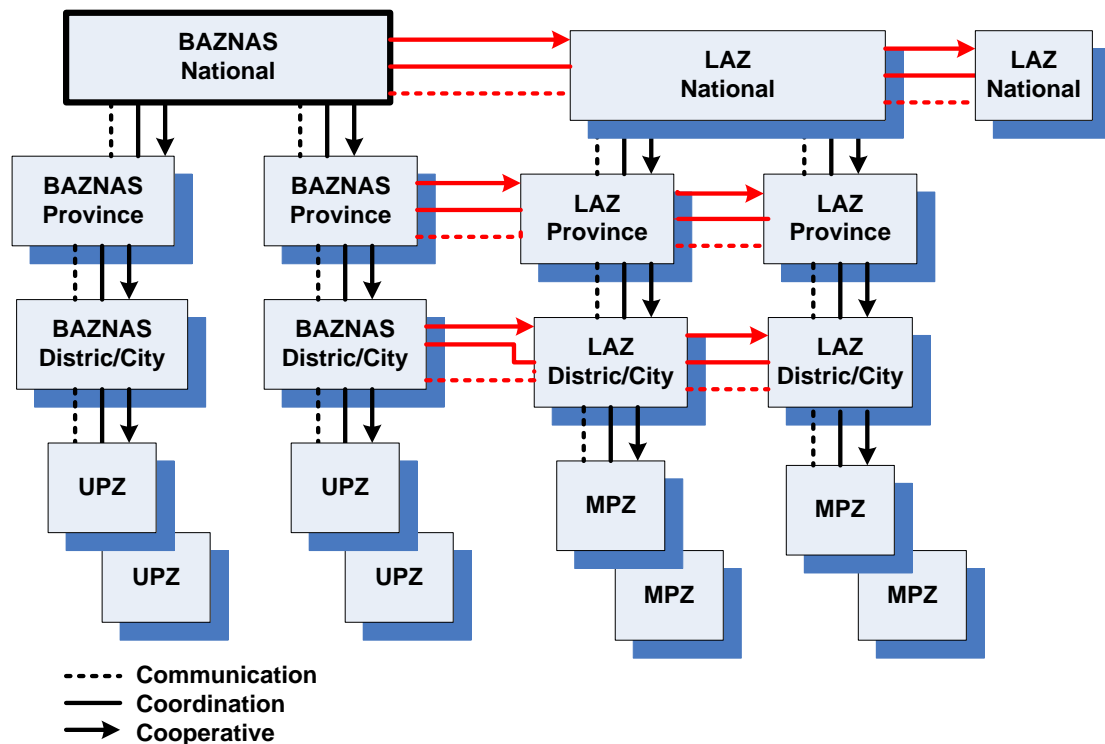 BAZNAS
National
LAZ
National
LAZ
National
BAZNAS
Province
BAZNAS
Province
LAZ
Province
LAZ
Province
BAZNAS
Distric/City
BAZNAS
Distric/City
LAZ
Distric/City
LAZ
Distric/City
UPZ
UPZ
MPZ
MPZ
UPZ
UPZ
MPZ
MPZ
Communication
Coordination
Cooperative